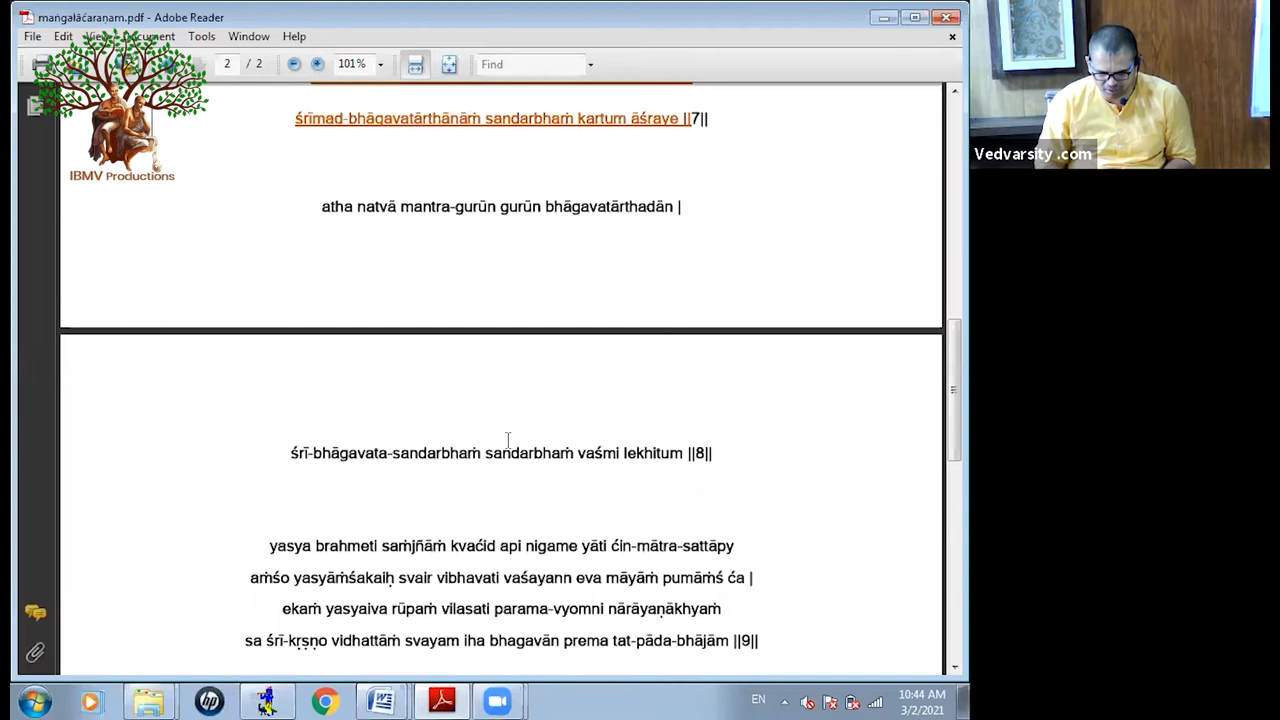 maṅgalāćaraṇam.pdf - Adobe Reader
File Edit View Document Tools Window Help
2 / 2 101% Find
śrīmad-bhāgavatārthānāṁ sandarbhaṁ kartum āśraye ||7||
IBMV Productions
Vedvarsity .com
atha natvā mantra-gurūn gurūn bhāgavatārthadān |
śrī-bhāgavata-sandarbhaṁ sandarbhaṁ vaśmi lekhitum ||8||
yasya brahmeti saṁjñāṁ kvaćid api nigame yāti ćin-mātra-sattāpy
aṁśo yasyāṁśakaiḥ svair vibhavati vaśayann eva māyāṁ pumāṁś ća |
ekaṁ yasyaiva rūpaṁ vilasati parama-vyomni nārāyaṇākhyaṁ
sa śrī-kṛṣṇo vidhattāṁ svayam iha bhagavān prema tat-pāda-bhājām ||9||
EN
10:44 AM
3/2/2021